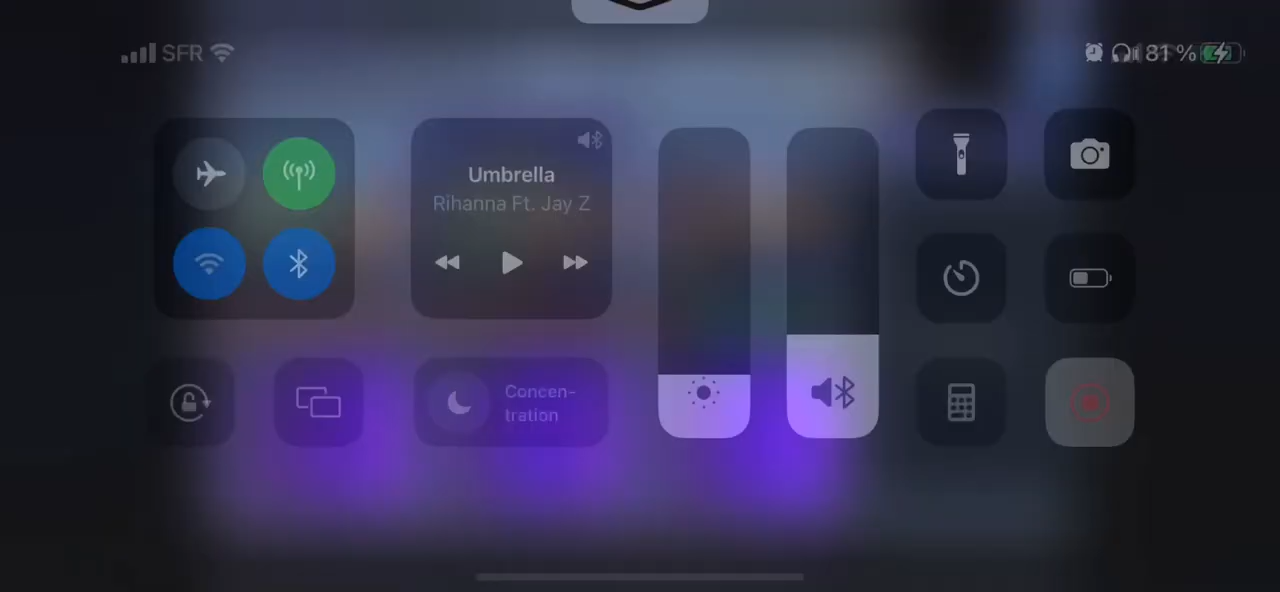 SFR
81 %
Umbrella
Rihanna Ft. Jay Z
Concen-
tration